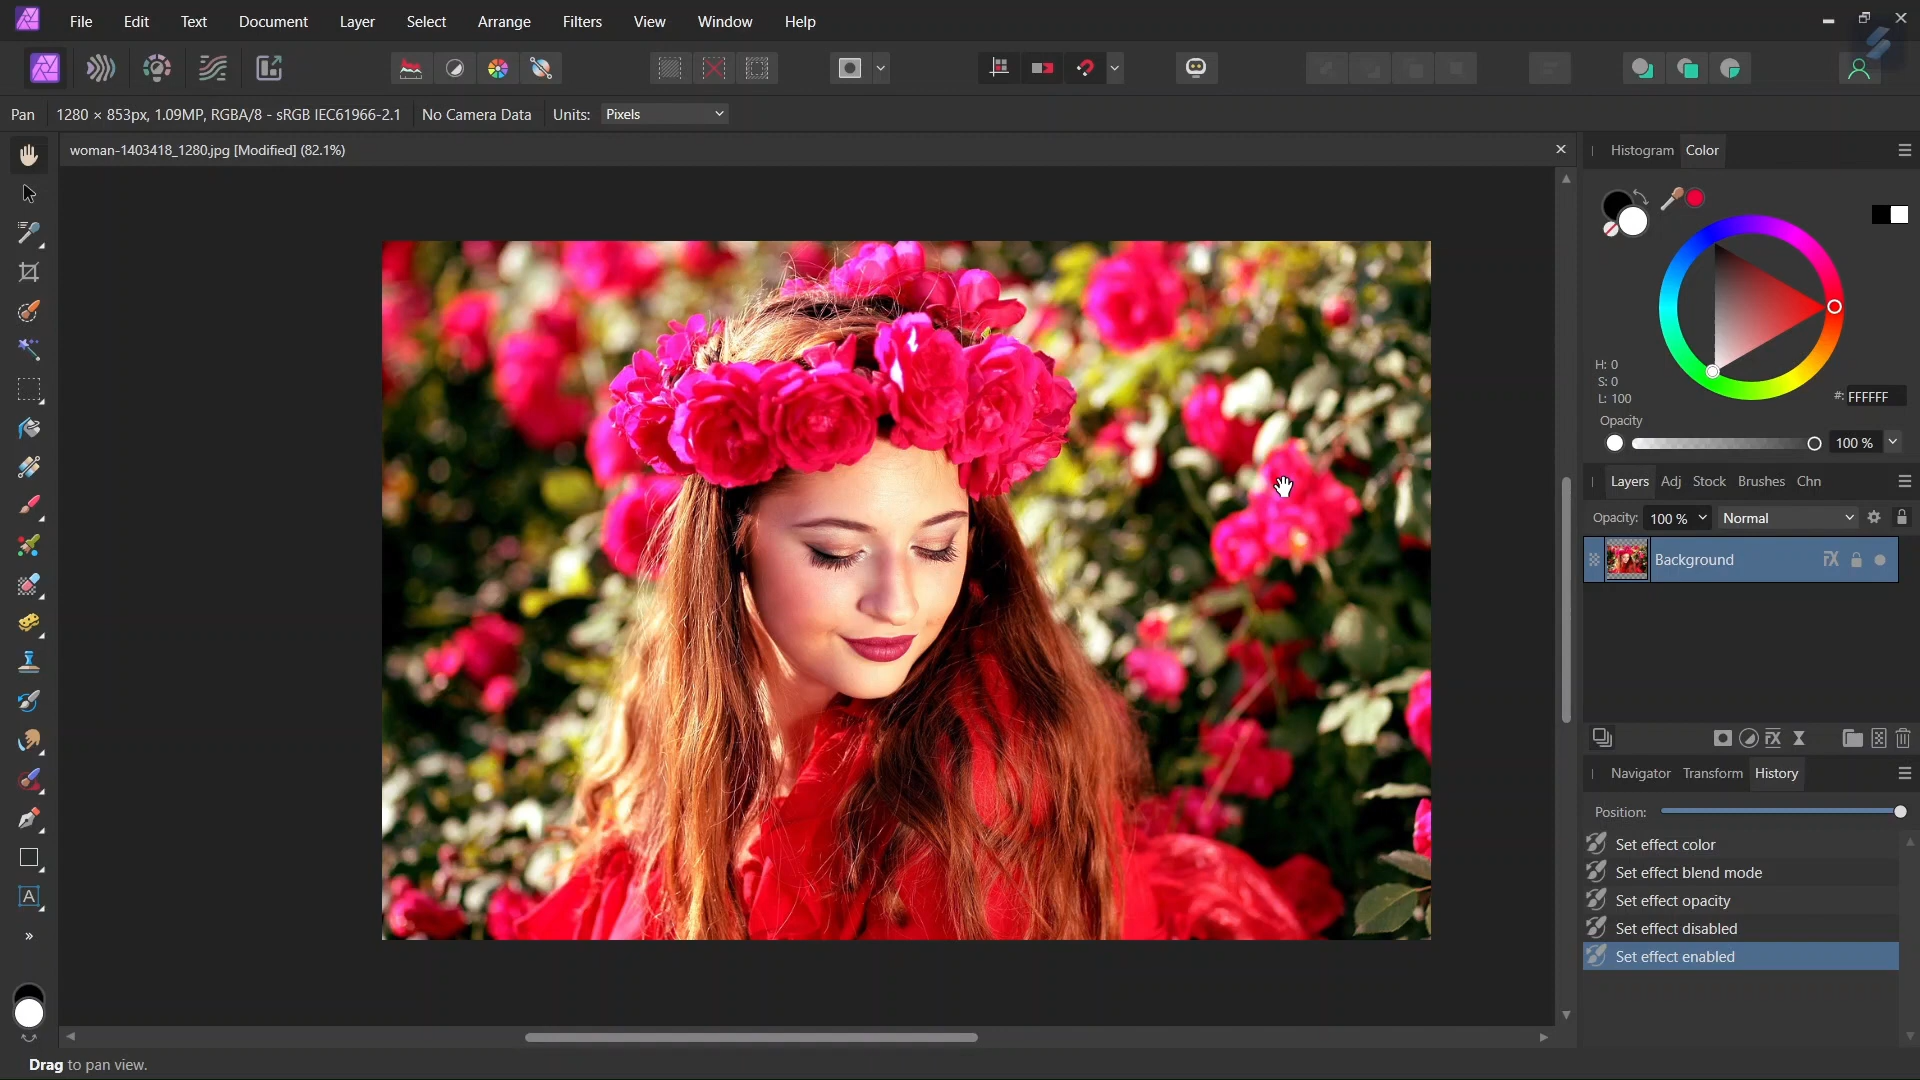 File Edit Text Document Layer Select Arrange Filters View Window Help
Pan 1280 × 853px, 1.09MP, RGBA/8 - sRGB IEC61966-2.1 No Camera Data Units: Pixels
woman-1403418_1280.jpg [Modified] (82.1%)
Histogram Color
H: 0
S: 0
L: 100
#: FFFFFF
Opacity
100 %
Layers Adj Stock Brushes Chn
Opacity: 100 % Normal
Background FX
FX
Navigator Transform History
Position:
Set effect color
Set effect blend mode
Set effect opacity
Set effect disabled
Set effect enabled
A
Drag to pan view.